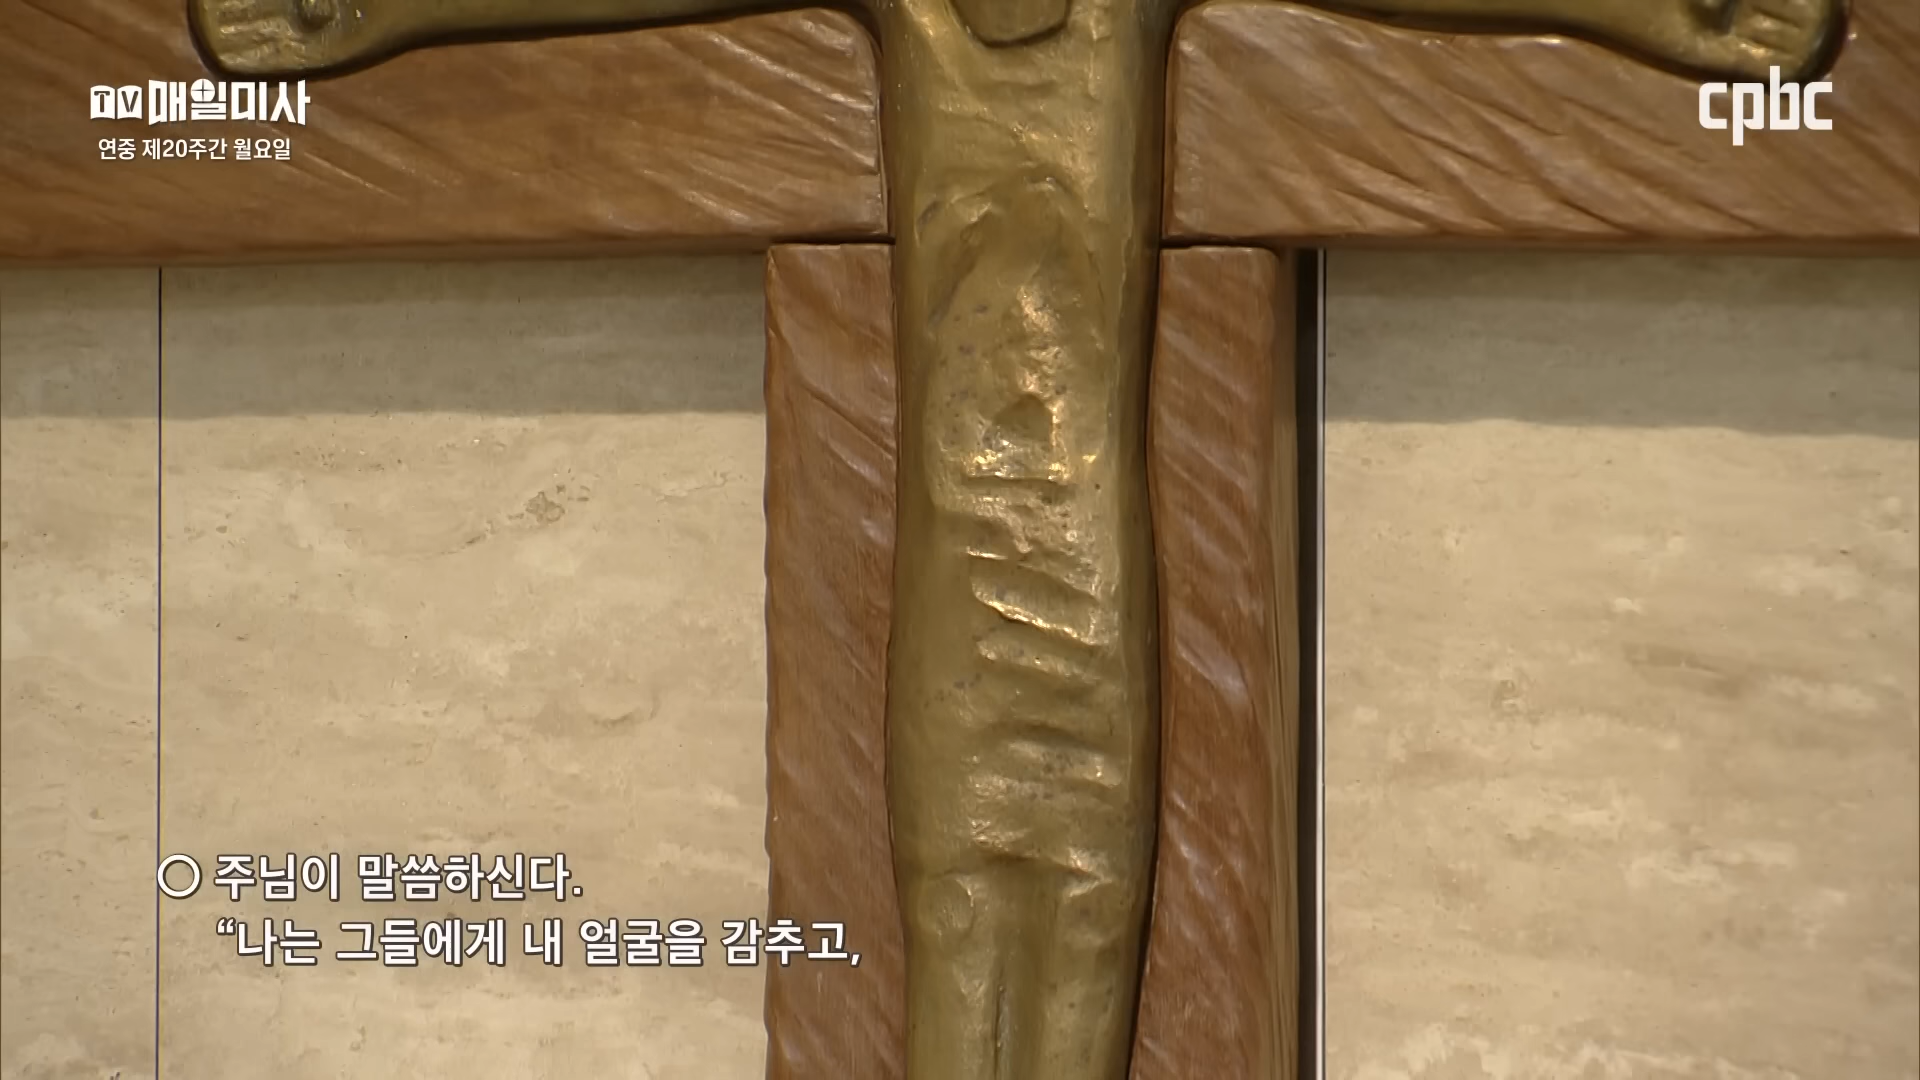 TV매일미사
연중 제20주간 월요일
cpbc
○ 주님이 말씀하신다.
“나는 그들에게 내 얼굴을 감추고,